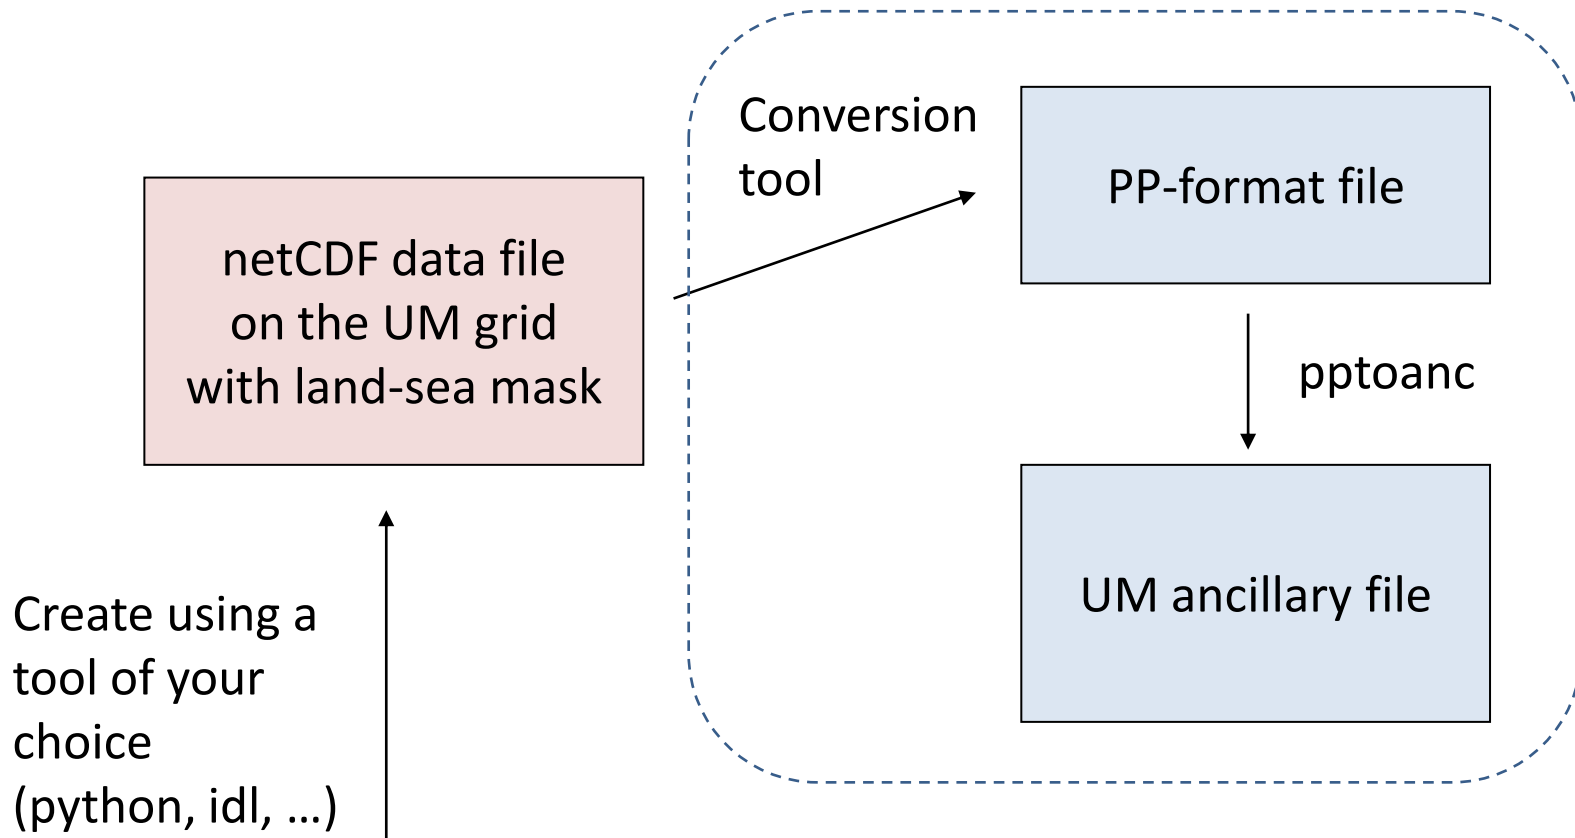 Conversion
tool
PP-format file
netCDF data file
on the UM grid
with land-sea mask
pptoanc
UM ancillary file
Create using a
tool of your
choice
(python, idl, ...)